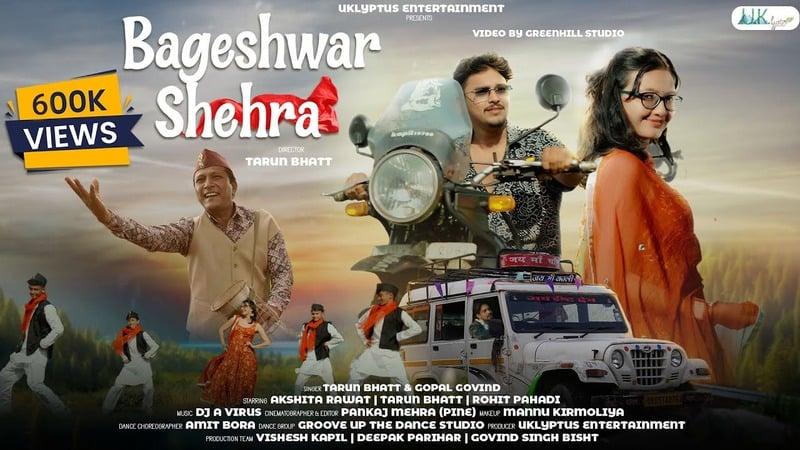 UKLYPTUS ENTERTAINMENT
PRESENTS
VIDEO BY GREENHILL STUDIO
UK
Bageshwar
Shehra
600K
VIEWS
DIRECTOR
TARUN BHATT
SINGER TARUN BHATT & GOPAL GOVIND
STARRING AKSHITA RAWAT | TARUN BHATT | ROHIT PAHADI
MUSIC DJ A VIRUS CINEMATOGRAPHER & EDITOR PANKAJ MEHRA (PINE) MAKEUP MANNU KIRMOLIYA
DANCE CHOREOGRAPHER AMIT BORA DANCE GROUP GROOVE UP THE DANCE STUDIO PRODUCER UKLYPTUS ENTERTAINMENT
PRODUCTION TEAM VISHESH KAPIL | DEEPAK PARIHAR | GOVIND SINGH BISHT